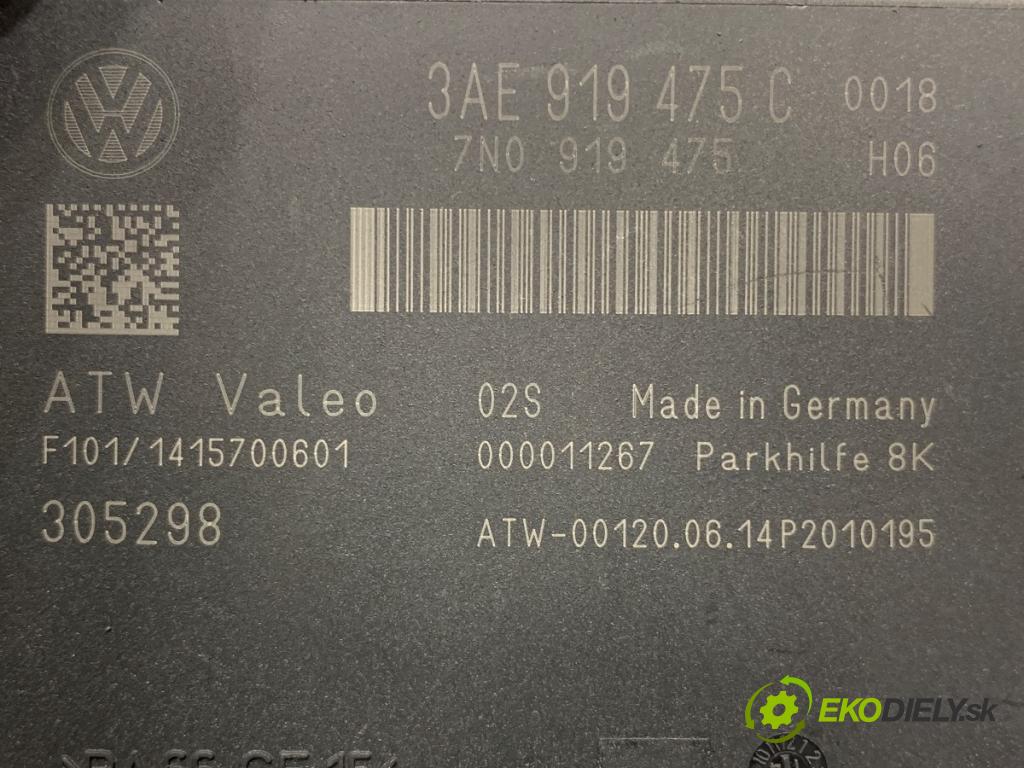 3AE 919 475 C 0018
7N0 919 475 H06
ATW Valeo 02S Made in Germany
F101/1415700601 000011267 Parkhilfe 8K
305298 ATW-00120.06.14P2010195
EKODIELY.sk